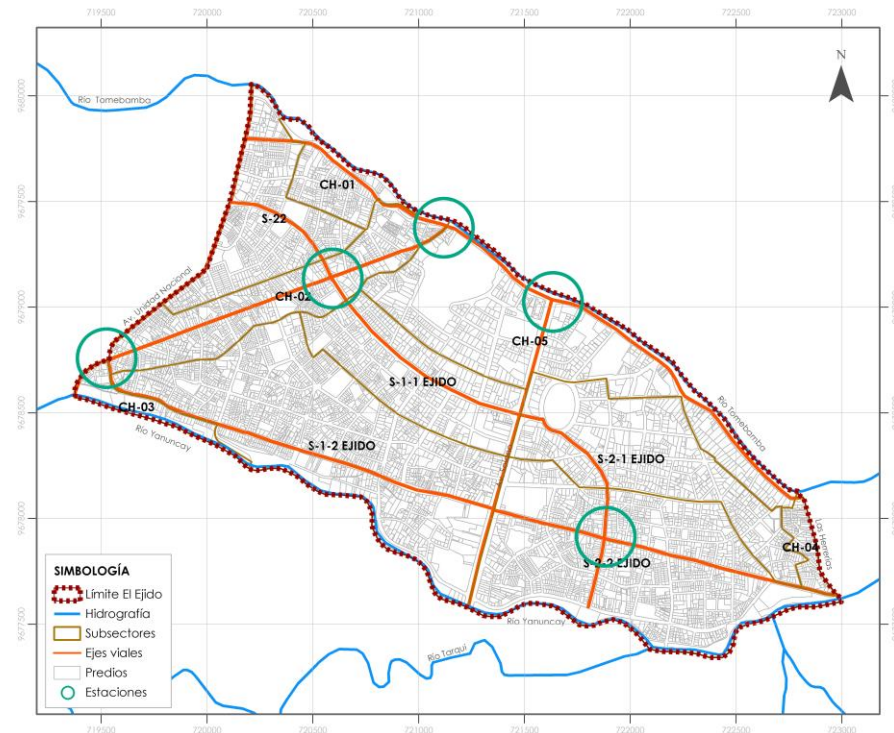 719500 720000 720500 721000 721500 722000 722500 723000
N
9680000
Río Tomebamba
9679500
CH-01
S-22
Av. Unidad Nacional
9679000
CH-02
CH-05
S-1-1 EJIDO
9678500
CH-03
Río Yanuncay
S-1-2 EJIDO
Río Tomebamba
S-2-1 EJIDO
9678000
Las Herrerías
CH-04
S-2-2 EJIDO
9677500
Río Yanuncay
Río Tarqui
SIMBOLOGÍA
Límite El Ejido
Hidrografía
Subsectores
Ejes viales
Predios
Estaciones
719500 720000 720500 721000 721500 722000 722500 723000